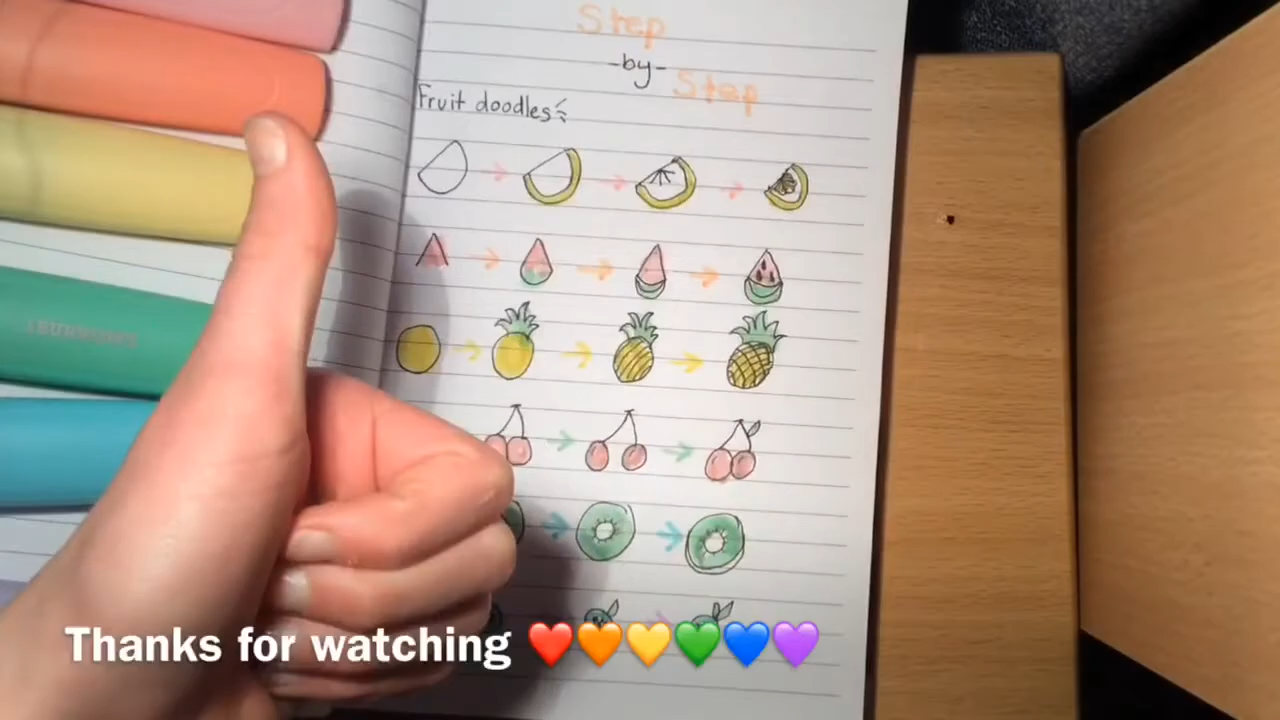 Step
-by-
Step
Fruit doodles
Thanks for watching ❤️🧡💛💚💙💜